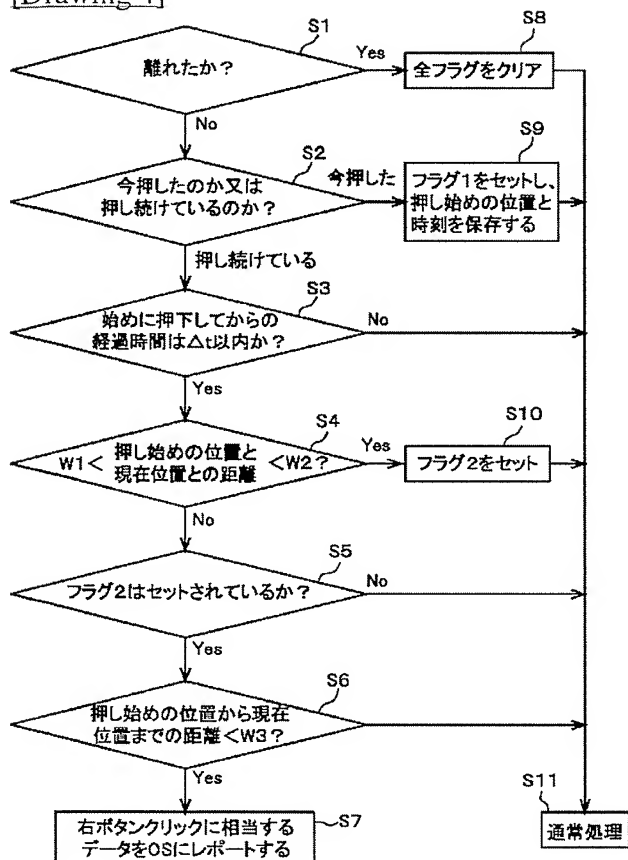 [Drawing 4]
S1
離れたか？
Yes
S8
全フラグをクリア
No
S2
今押したのか又は
押し続けているのか？
今押した
S9
フラグ1をセットし、
押し始めの位置と
時刻を保存する
押し続けている
S3
始めに押下してからの
経過時間はΔt以内か？
No
Yes
S4
W1< 押し始めの位置と
現在位置との距離 <W2？
Yes
S10
フラグ2をセット
No
S5
フラグ2はセットされているか？
No
Yes
S6
押し始めの位置から現在
位置までの距離＜W3？
Yes
S7
右ボタンクリックに相当する
データをOSにレポートする
S11
通常処理